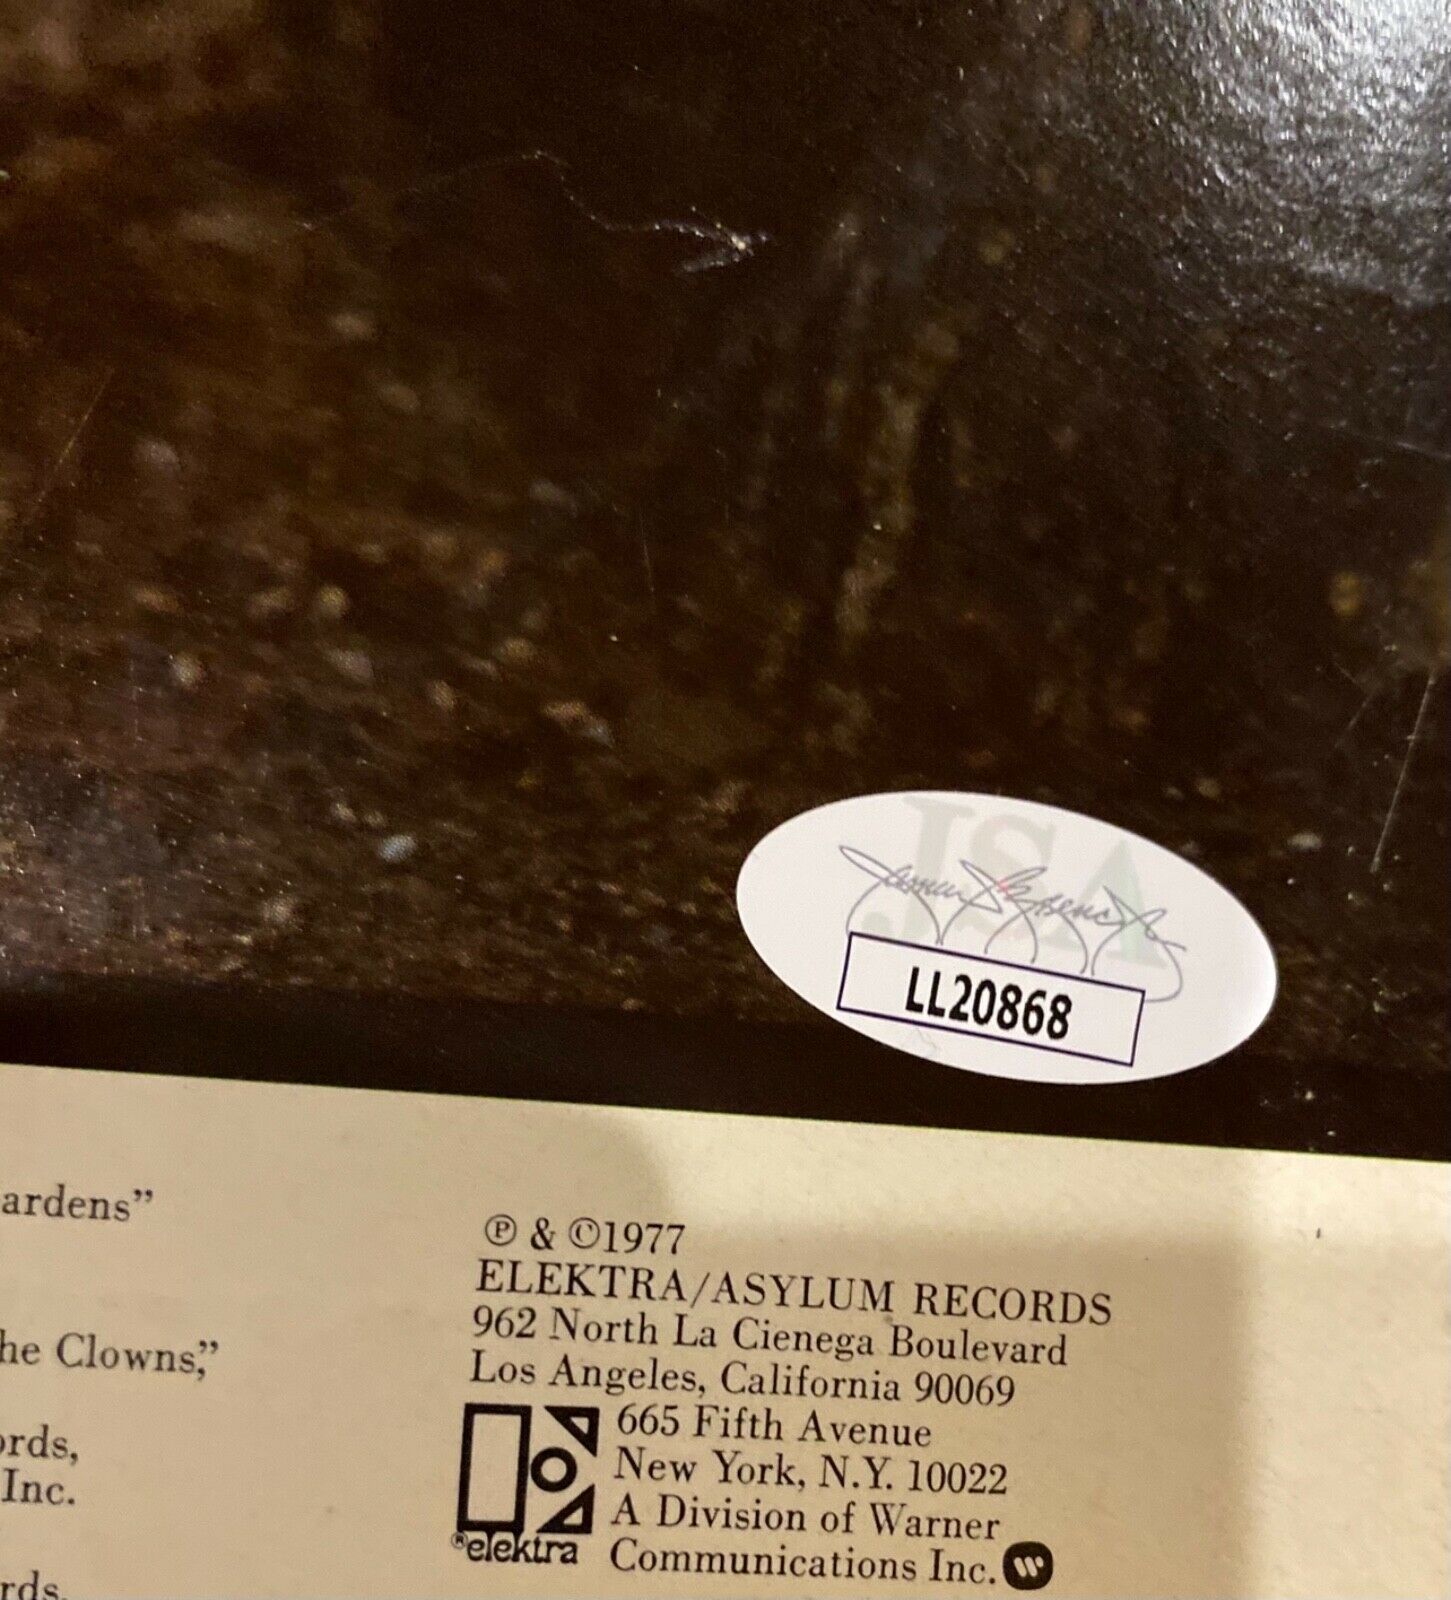 JSA
LL20868
ardens”
he Clowns,”
ords,
Inc.
rds.
℗ & ©1977
ELEKTRA/ASYLUM RECORDS
962 North La Cienega Boulevard
Los Angeles, California 90069
665 Fifth Avenue
New York, N.Y. 10022
A Division of Warner
Communications Inc.
®elektra